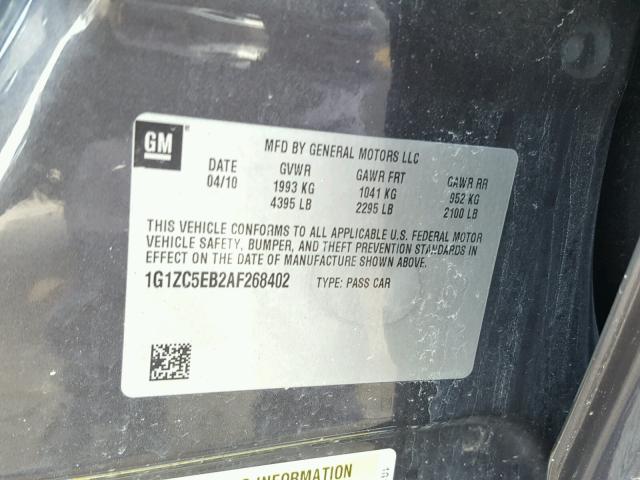 GM
MFD BY GENERAL MOTORS LLC
DATE GVWR GAWR FRT GAWR RR
04/10 1993 KG 1041 KG 952 KG
4395 LB 2295 LB 2100 LB
THIS VEHICLE CONFORMS TO ALL APPLICABLE U.S. FEDERAL MOTOR
VEHICLE SAFETY, BUMPER, AND THEFT PREVENTION STANDARDS IN
EFFECT ON THE DATE OF MANUFACTURE SHOWN ABOVE.
1G1ZC5EB2AF268402 TYPE: PASS CAR
INFORMATION